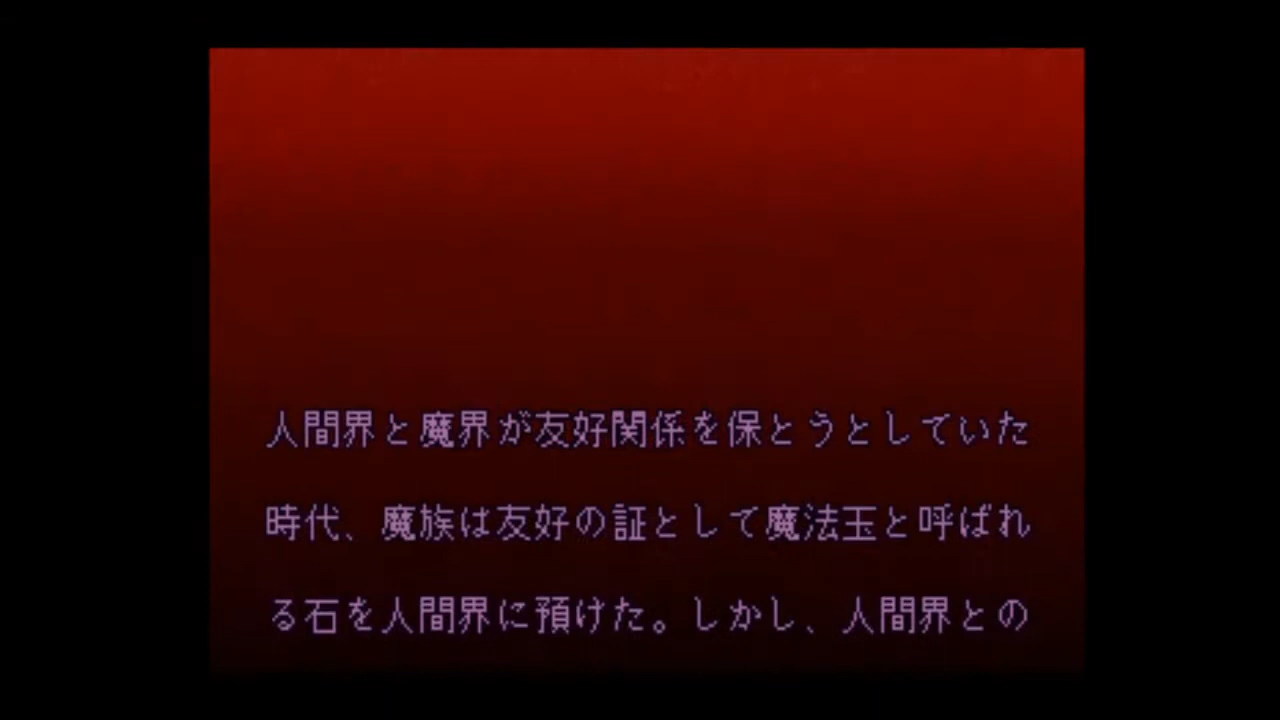 人間界と魔界が友好関係を保とうとしていた
時代、魔族は友好の証として魔法玉と呼ばれ
る石を人間界に預けた。しかし、人間界との